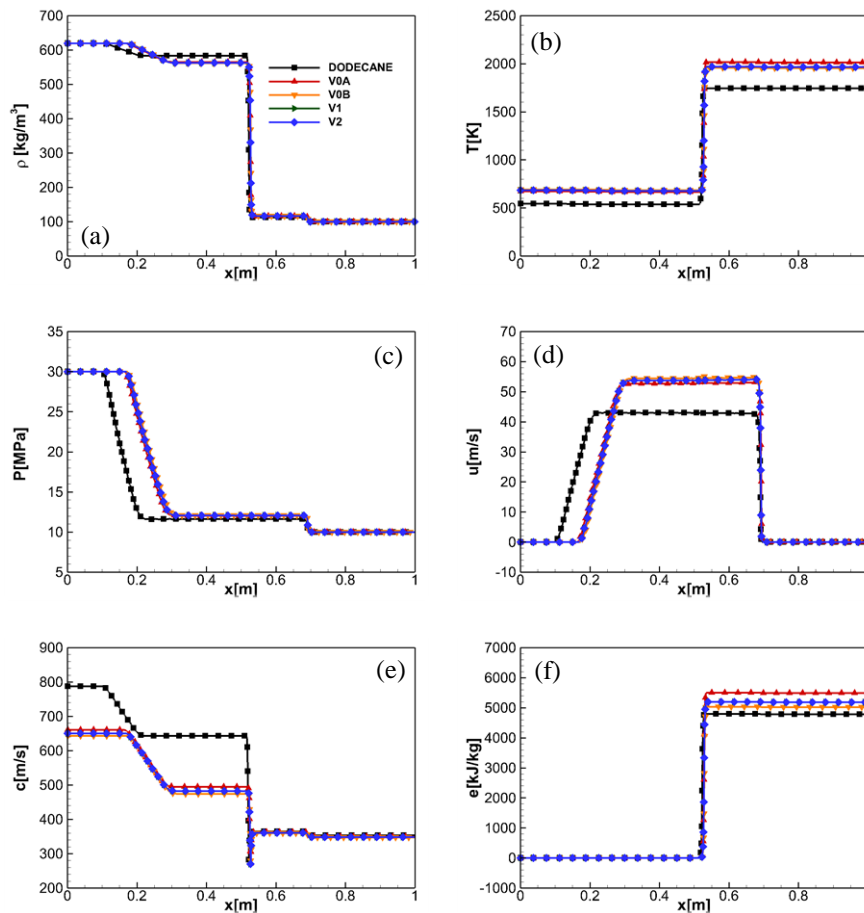 (a)
ρ [kg/m³]
700
600
500
400
300
200
100
0
DODECANE
V0A
V0B
V1
V2
0 0.2 0.4 0.6 0.8 1
x[m]
(b)
T[K]
2500
2000
1500
1000
500
0
0 0.2 0.4 0.6 0.8
x[m]
(c)
P[MPa]
35
30
25
20
15
10
5
0 0.2 0.4 0.6 0.8 1
x[m]
(d)
u[m/s]
70
60
50
40
30
20
10
0
-10
0 0.2 0.4 0.6 0.8
x[m]
(e)
c[m/s]
900
800
700
600
500
400
300
200
0 0.2 0.4 0.6 0.8 1
x[m]
(f)
e[kJ/kg]
7000
6000
5000
4000
3000
2000
1000
0
-1000
0 0.2 0.4 0.6 0.8
x[m]